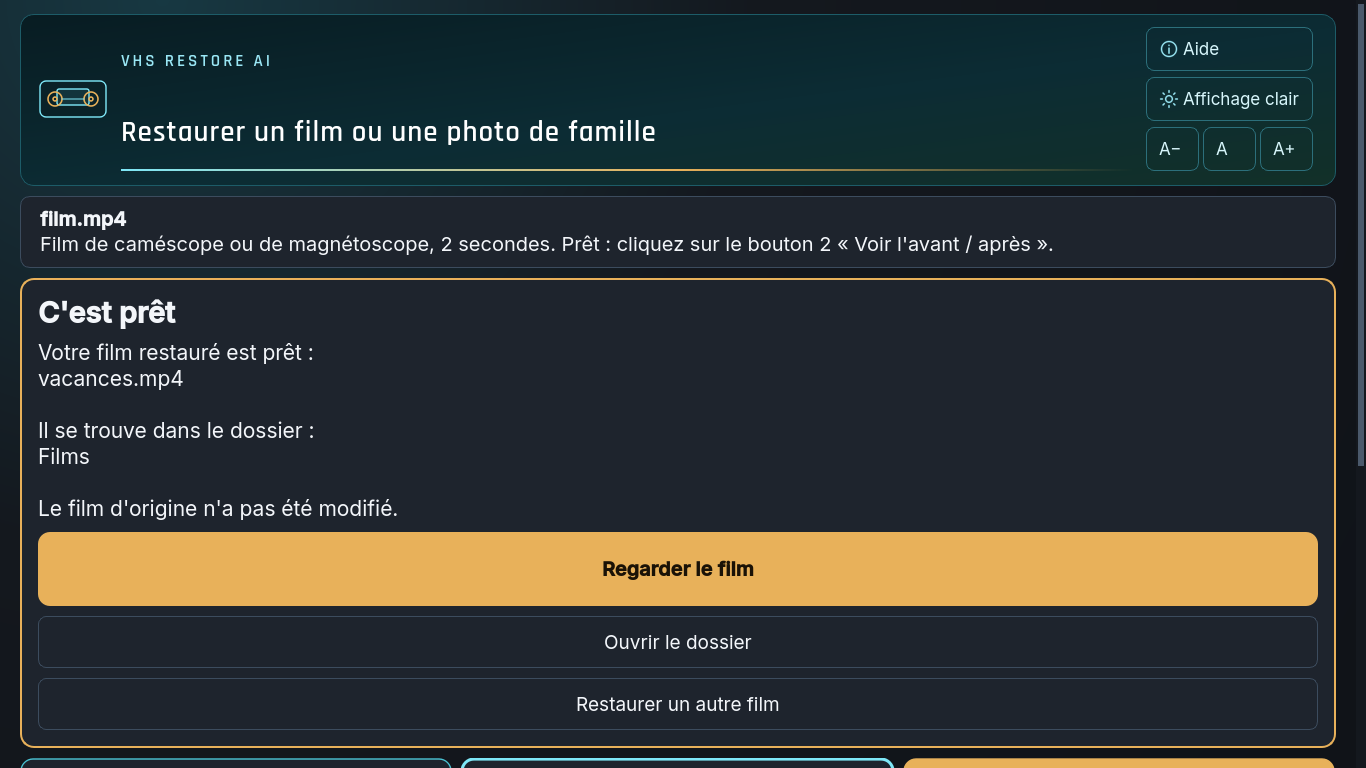 VHS RESTORE AI
Restaurer un film ou une photo de famille
Aide
Affichage clair
A−
A
A+
film.mp4
Film de caméscope ou de magnétoscope, 2 secondes. Prêt : cliquez sur le bouton 2 « Voir l'avant / après ».
C'est prêt
Votre film restauré est prêt :
vacances.mp4
Il se trouve dans le dossier :
Films
Le film d'origine n'a pas été modifié.
Regarder le film
Ouvrir le dossier
Restaurer un autre film